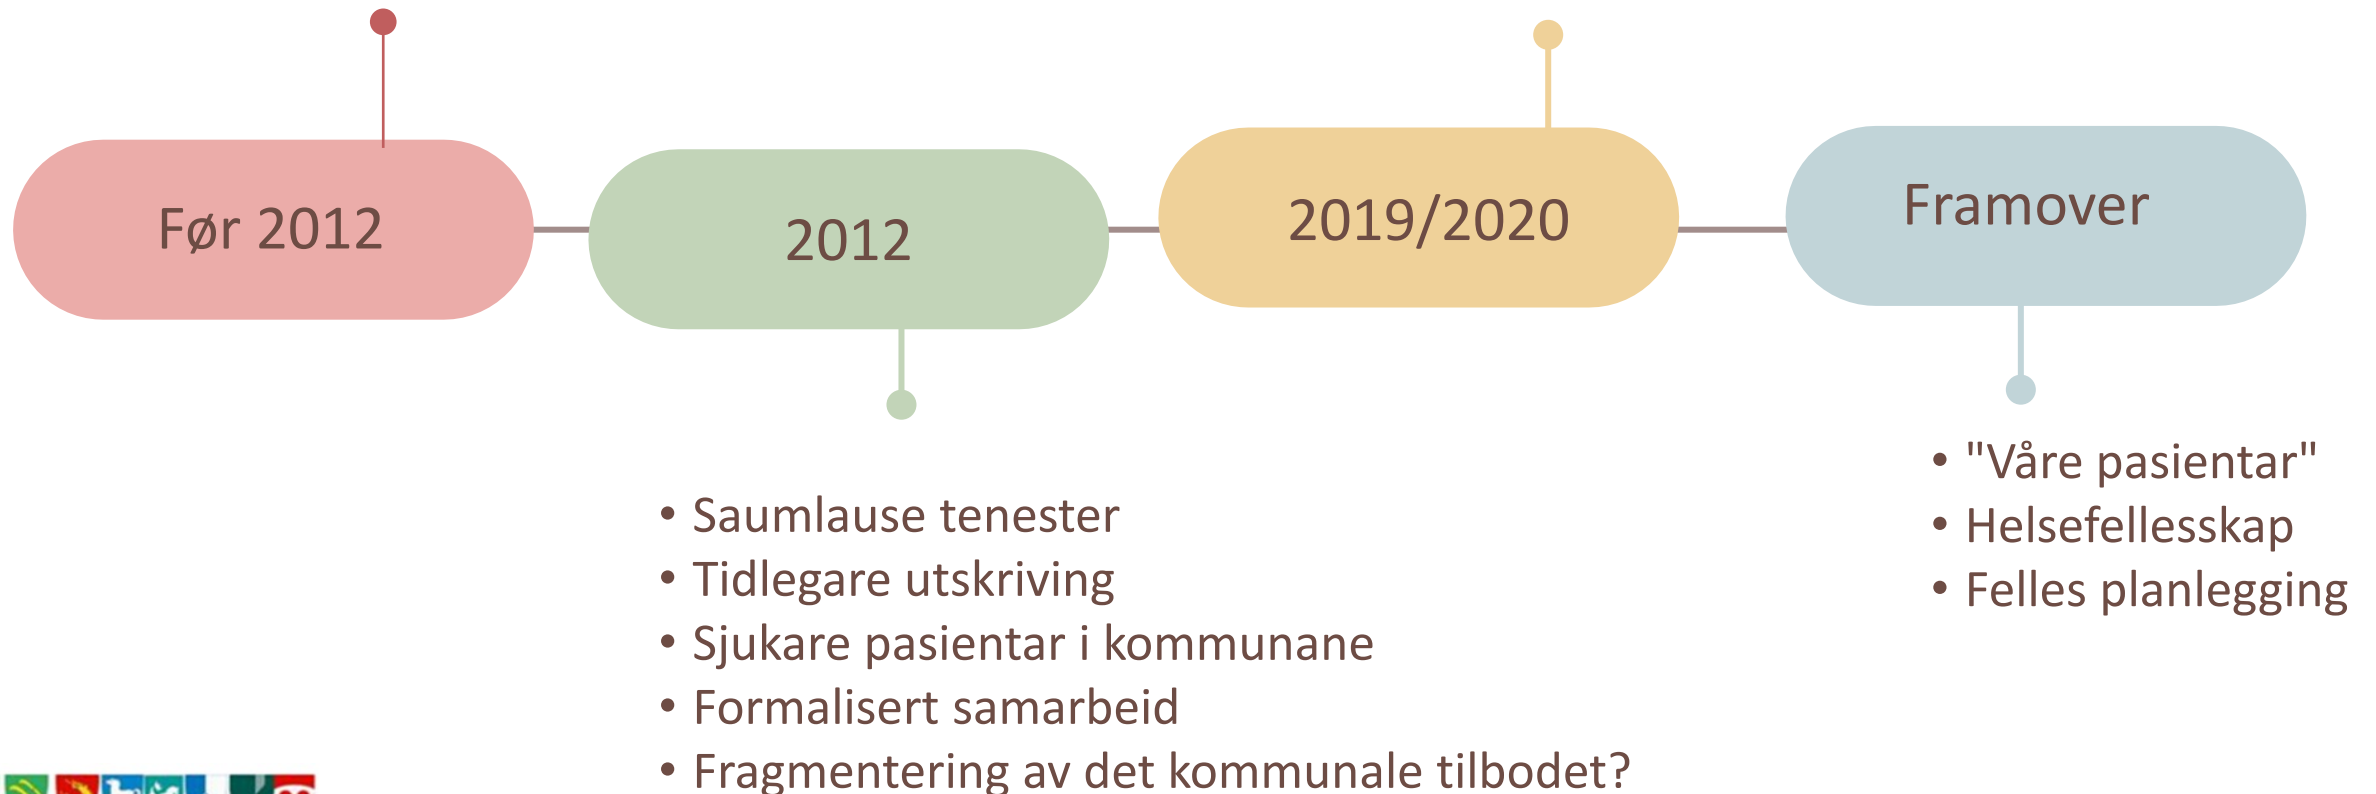 Før 2012
2012
2019/2020
Framover
• Saumlause tenester
• Tidlegare utskriving
• Sjukare pasientar i kommunane
• Formalisert samarbeid
• Fragmentering av det kommunale tilbodet?
• "Våre pasientar"
• Helsefellesskap
• Felles planlegging